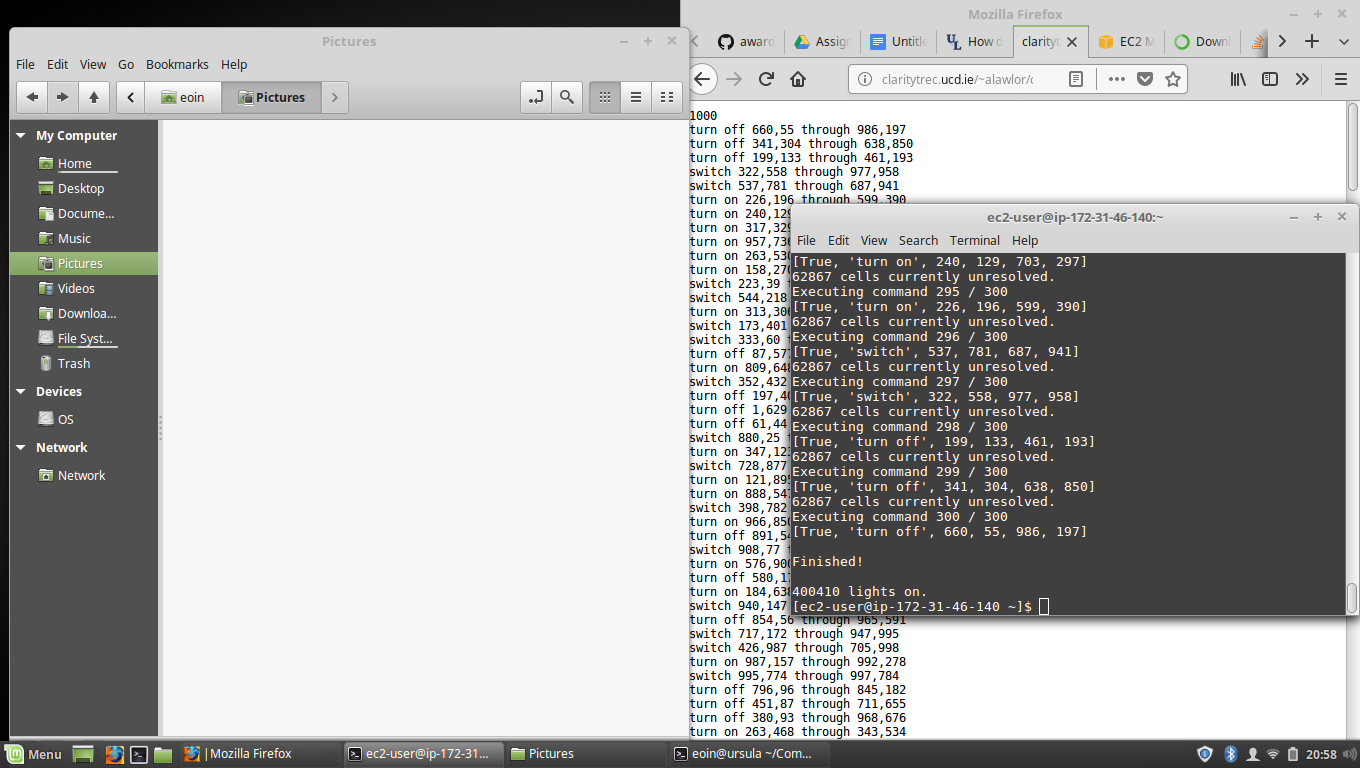 Pictures
File Edit View Go Bookmarks Help
eoin
Pictures
My Computer
Home
Desktop
Docume...
Music
Pictures
Videos
Downloa...
File Syst...
Trash
Devices
OS
Network
Network
Mozilla Firefox
award
Assign
Untitle
How d
clarityt
EC2 M
Downl
claritytrec.ucd.ie/~alawlor/c
1000
turn off 660,55 through 986,197
turn off 341,304 through 638,850
turn off 199,133 through 461,193
switch 322,558 through 977,958
switch 537,781 through 687,941
turn on 226,196 through 599,390
turn on 240,129
turn on 317,329
turn on 957,736
turn on 263,530
turn on 158,270
switch 223,39
switch 544,218
turn on 313,306
switch 173,401
switch 333,60
turn off 87,577
turn on 809,648
switch 352,432
turn off 197,40
turn off 1,629
turn off 61,44
switch 880,25
turn on 347,123
switch 728,877
turn on 121,895
turn on 888,547
switch 398,782
turn on 966,850
turn off 891,54
switch 908,77
turn on 576,900
turn off 580,17
turn on 184,638
switch 940,147
turn off 854,56 through 965,591
switch 717,172 through 947,995
switch 426,987 through 705,998
turn on 987,157 through 992,278
switch 995,774 through 997,784
turn off 796,96 through 845,182
turn off 451,87 through 711,655
turn off 380,93 through 968,676
turn on 263,468 through 343,534
ec2-user@ip-172-31-46-140:~
File Edit View Search Terminal Help
[True, 'turn on', 240, 129, 703, 297]
62867 cells currently unresolved.
Executing command 295 / 300
[True, 'turn on', 226, 196, 599, 390]
62867 cells currently unresolved.
Executing command 296 / 300
[True, 'switch', 537, 781, 687, 941]
62867 cells currently unresolved.
Executing command 297 / 300
[True, 'switch', 322, 558, 977, 958]
62867 cells currently unresolved.
Executing command 298 / 300
[True, 'turn off', 199, 133, 461, 193]
62867 cells currently unresolved.
Executing command 299 / 300
[True, 'turn off', 341, 304, 638, 850]
62867 cells currently unresolved.
Executing command 300 / 300
[True, 'turn off', 660, 55, 986, 197]
Finished!
400410 lights on.
[ec2-user@ip-172-31-46-140 ~]$
Menu
Mozilla Firefox
ec2-user@ip-172-31...
Pictures
eoin@ursula ~/Com...
20:58